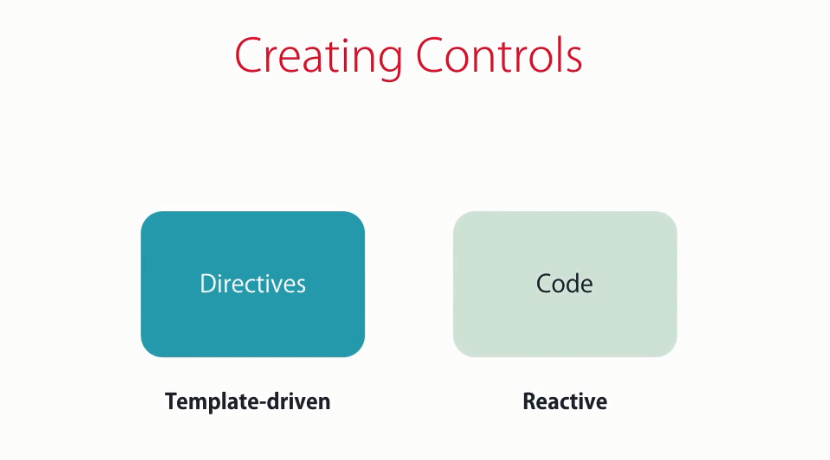 Creating Controls
Directives
Code
Template-driven
Reactive